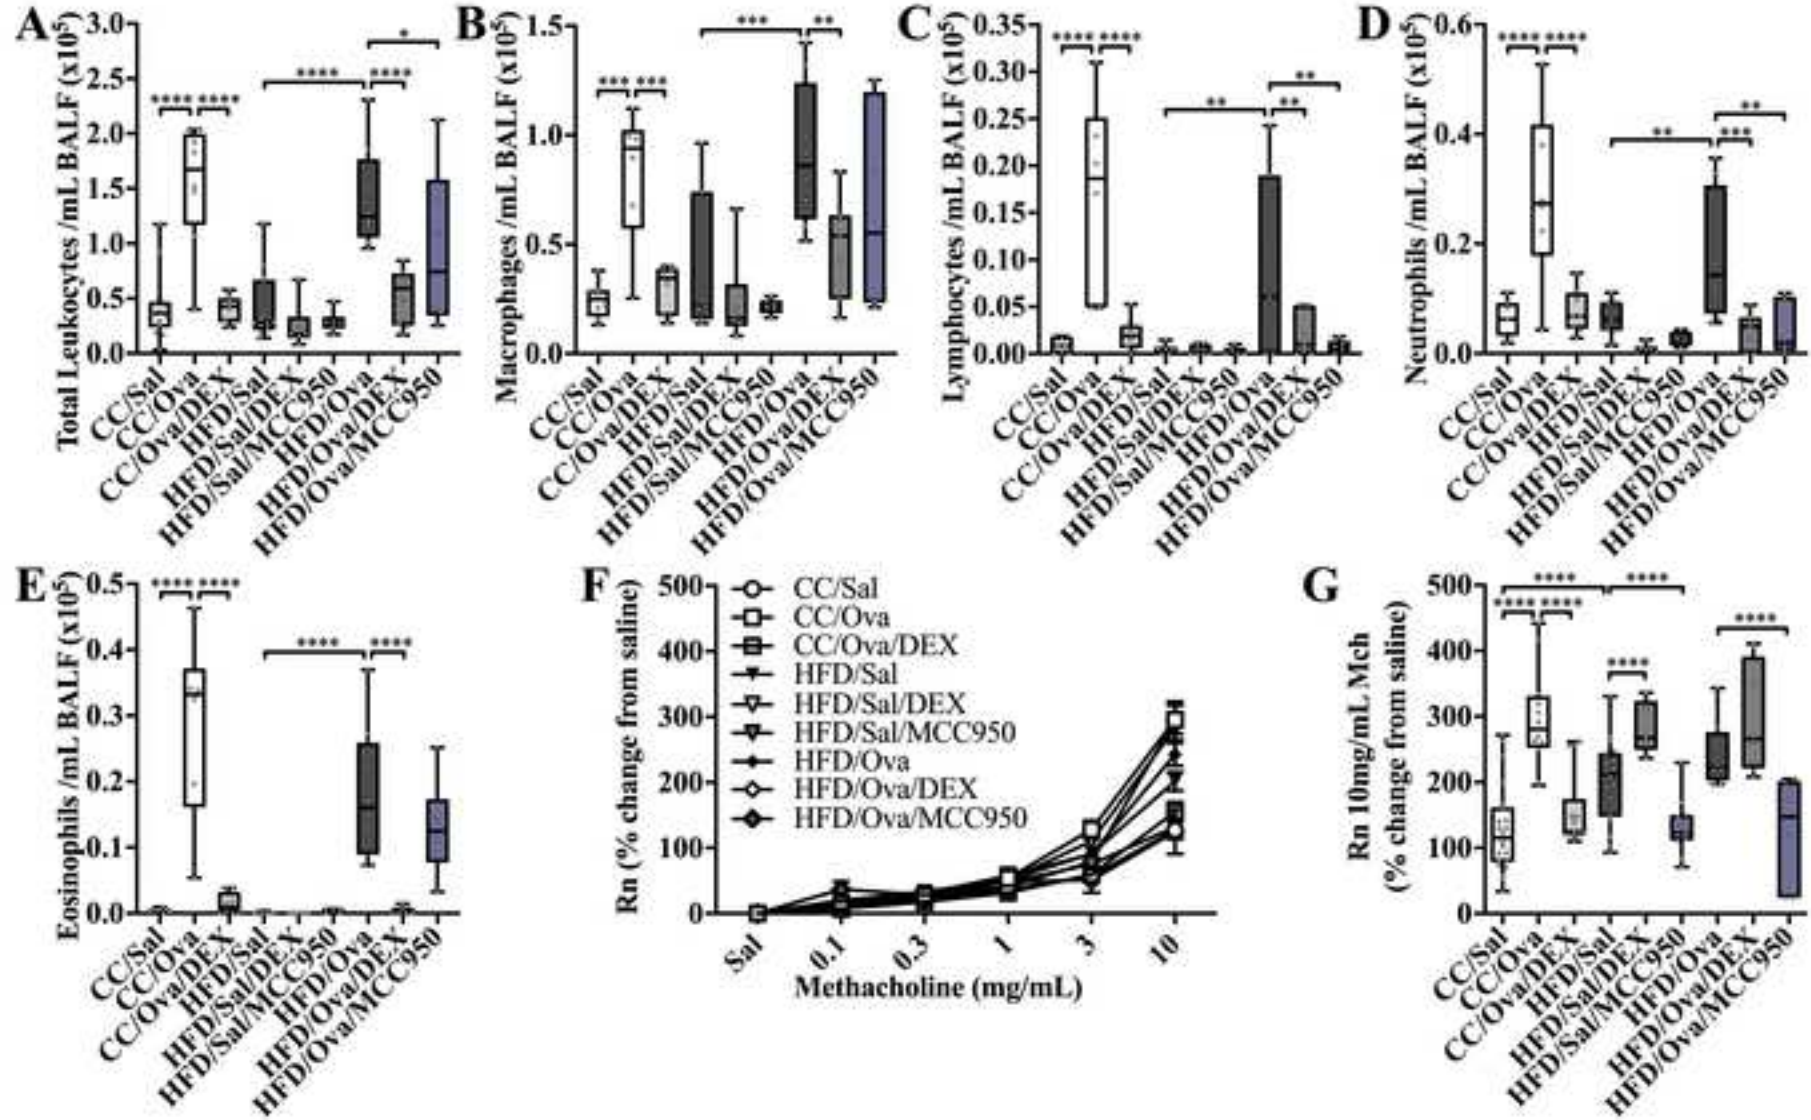 A
Total Leukocytes /mL BALF (x10⁵)
3.0
2.5
2.0
1.5
1.0
0.5
0.0
**** ****
****
****
*
CC/Sal
CC/Ova
CC/Ova/DEX
HFD/Sal
HFD/Sal/DEX
HFD/Sal/MCC950
HFD/Ova
HFD/Ova/DEX
HFD/Ova/MCC950
B
Macrophages /mL BALF (x10⁵)
1.5
1.0
0.5
0.0
*** ***
***
**
CC/Sal
CC/Ova
CC/Ova/DEX
HFD/Sal
HFD/Sal/DEX
HFD/Sal/MCC950
HFD/Ova
HFD/Ova/DEX
HFD/Ova/MCC950
C
Lymphocytes /mL BALF (x10⁵)
0.35
0.30
0.25
0.20
0.15
0.10
0.05
0.00
**** ****
**
**
**
CC/Sal
CC/Ova
CC/Ova/DEX
HFD/Sal
HFD/Sal/DEX
HFD/Sal/MCC950
HFD/Ova
HFD/Ova/DEX
HFD/Ova/MCC950
D
Neutrophils /mL BALF (x10⁵)
0.6
0.4
0.2
0.0
**** ****
**
***
**
CC/Sal
CC/Ova
CC/Ova/DEX
HFD/Sal
HFD/Sal/DEX
HFD/Sal/MCC950
HFD/Ova
HFD/Ova/DEX
HFD/Ova/MCC950
E
Eosinophils /mL BALF (x10⁵)
0.5
0.4
0.3
0.2
0.1
0.0
**** ****
****
****
CC/Sal
CC/Ova
CC/Ova/DEX
HFD/Sal
HFD/Sal/DEX
HFD/Sal/MCC950
HFD/Ova
HFD/Ova/DEX
HFD/Ova/MCC950
F
Rn (% change from saline)
500
400
300
200
100
0
CC/Sal
CC/Ova
CC/Ova/DEX
HFD/Sal
HFD/Sal/DEX
HFD/Sal/MCC950
HFD/Ova
HFD/Ova/DEX
HFD/Ova/MCC950
Sal
0.1
0.3
1
3
10
Methacholine (mg/mL)
G
Rn 10mg/mL Mch
(% change from saline)
500
400
300
200
100
0
**** ****
**** ****
****
****
CC/Sal
CC/Ova
CC/Ova/DEX
HFD/Sal
HFD/Sal/DEX
HFD/Sal/MCC950
HFD/Ova
HFD/Ova/DEX
HFD/Ova/MCC950